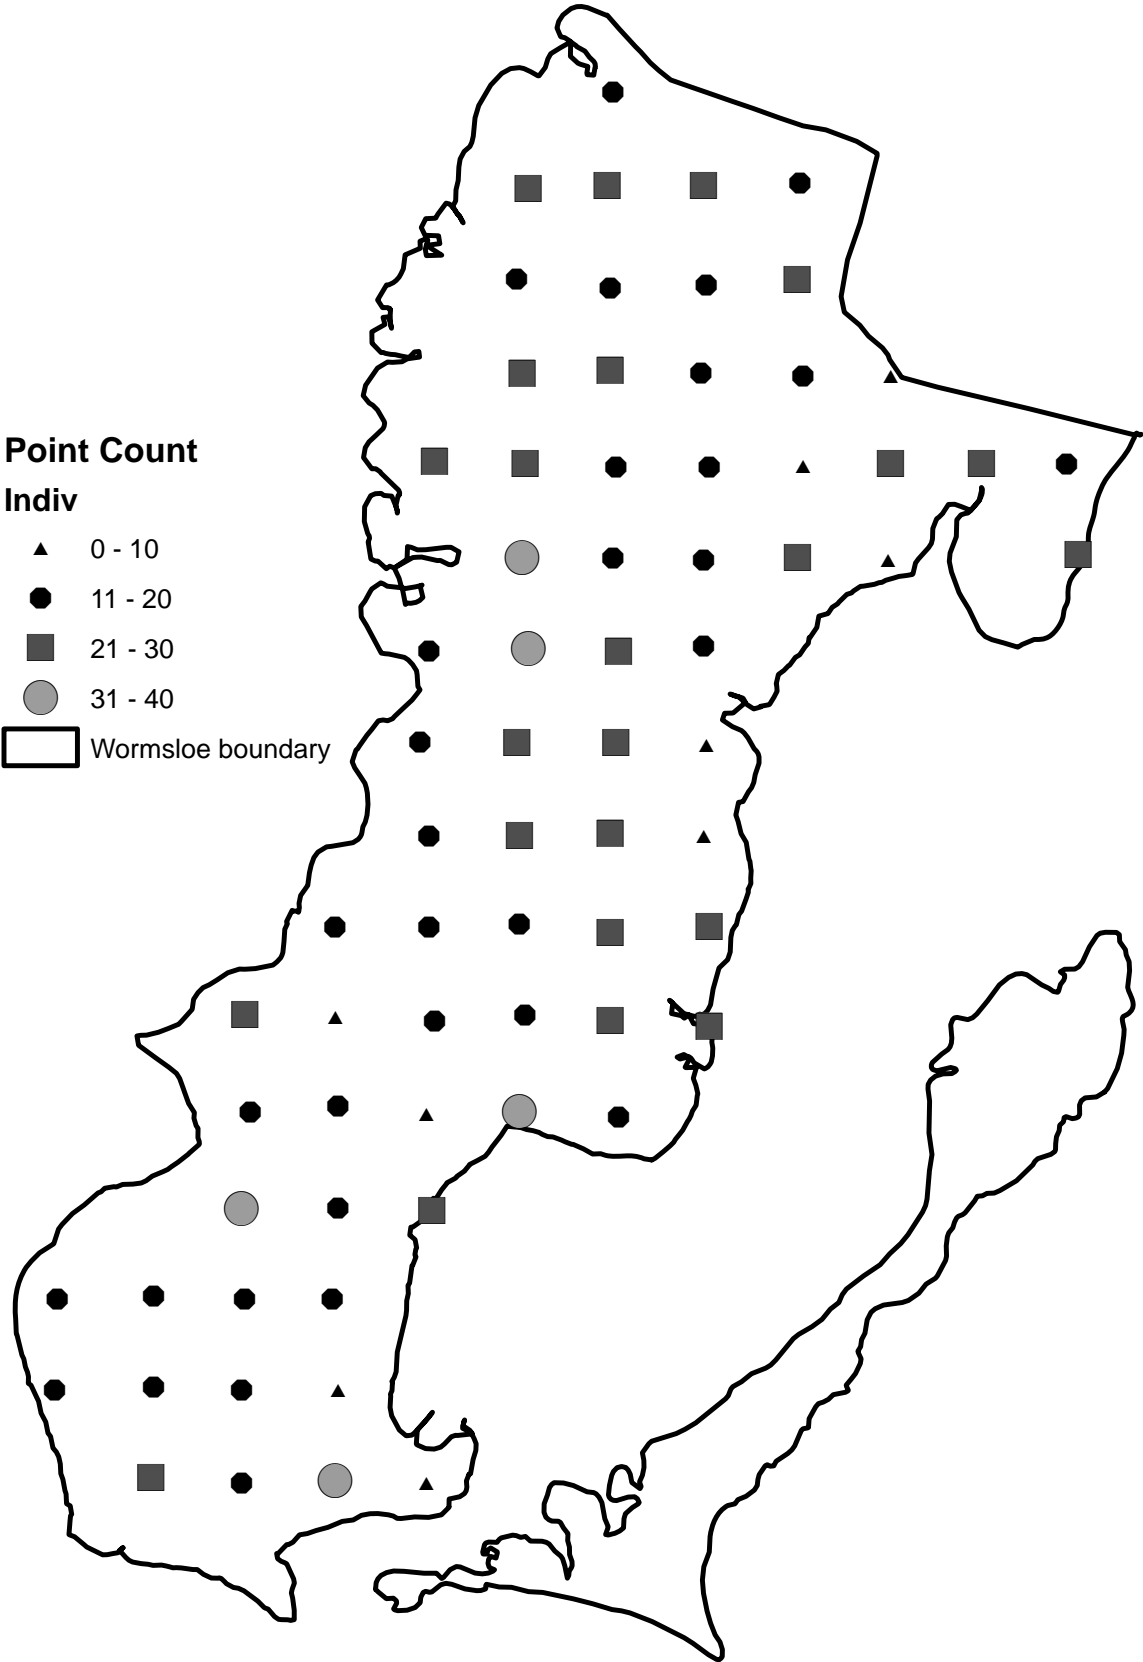 Point Count
Indiv
0 - 10
11 - 20
21 - 30
31 - 40
Wormsloe boundary